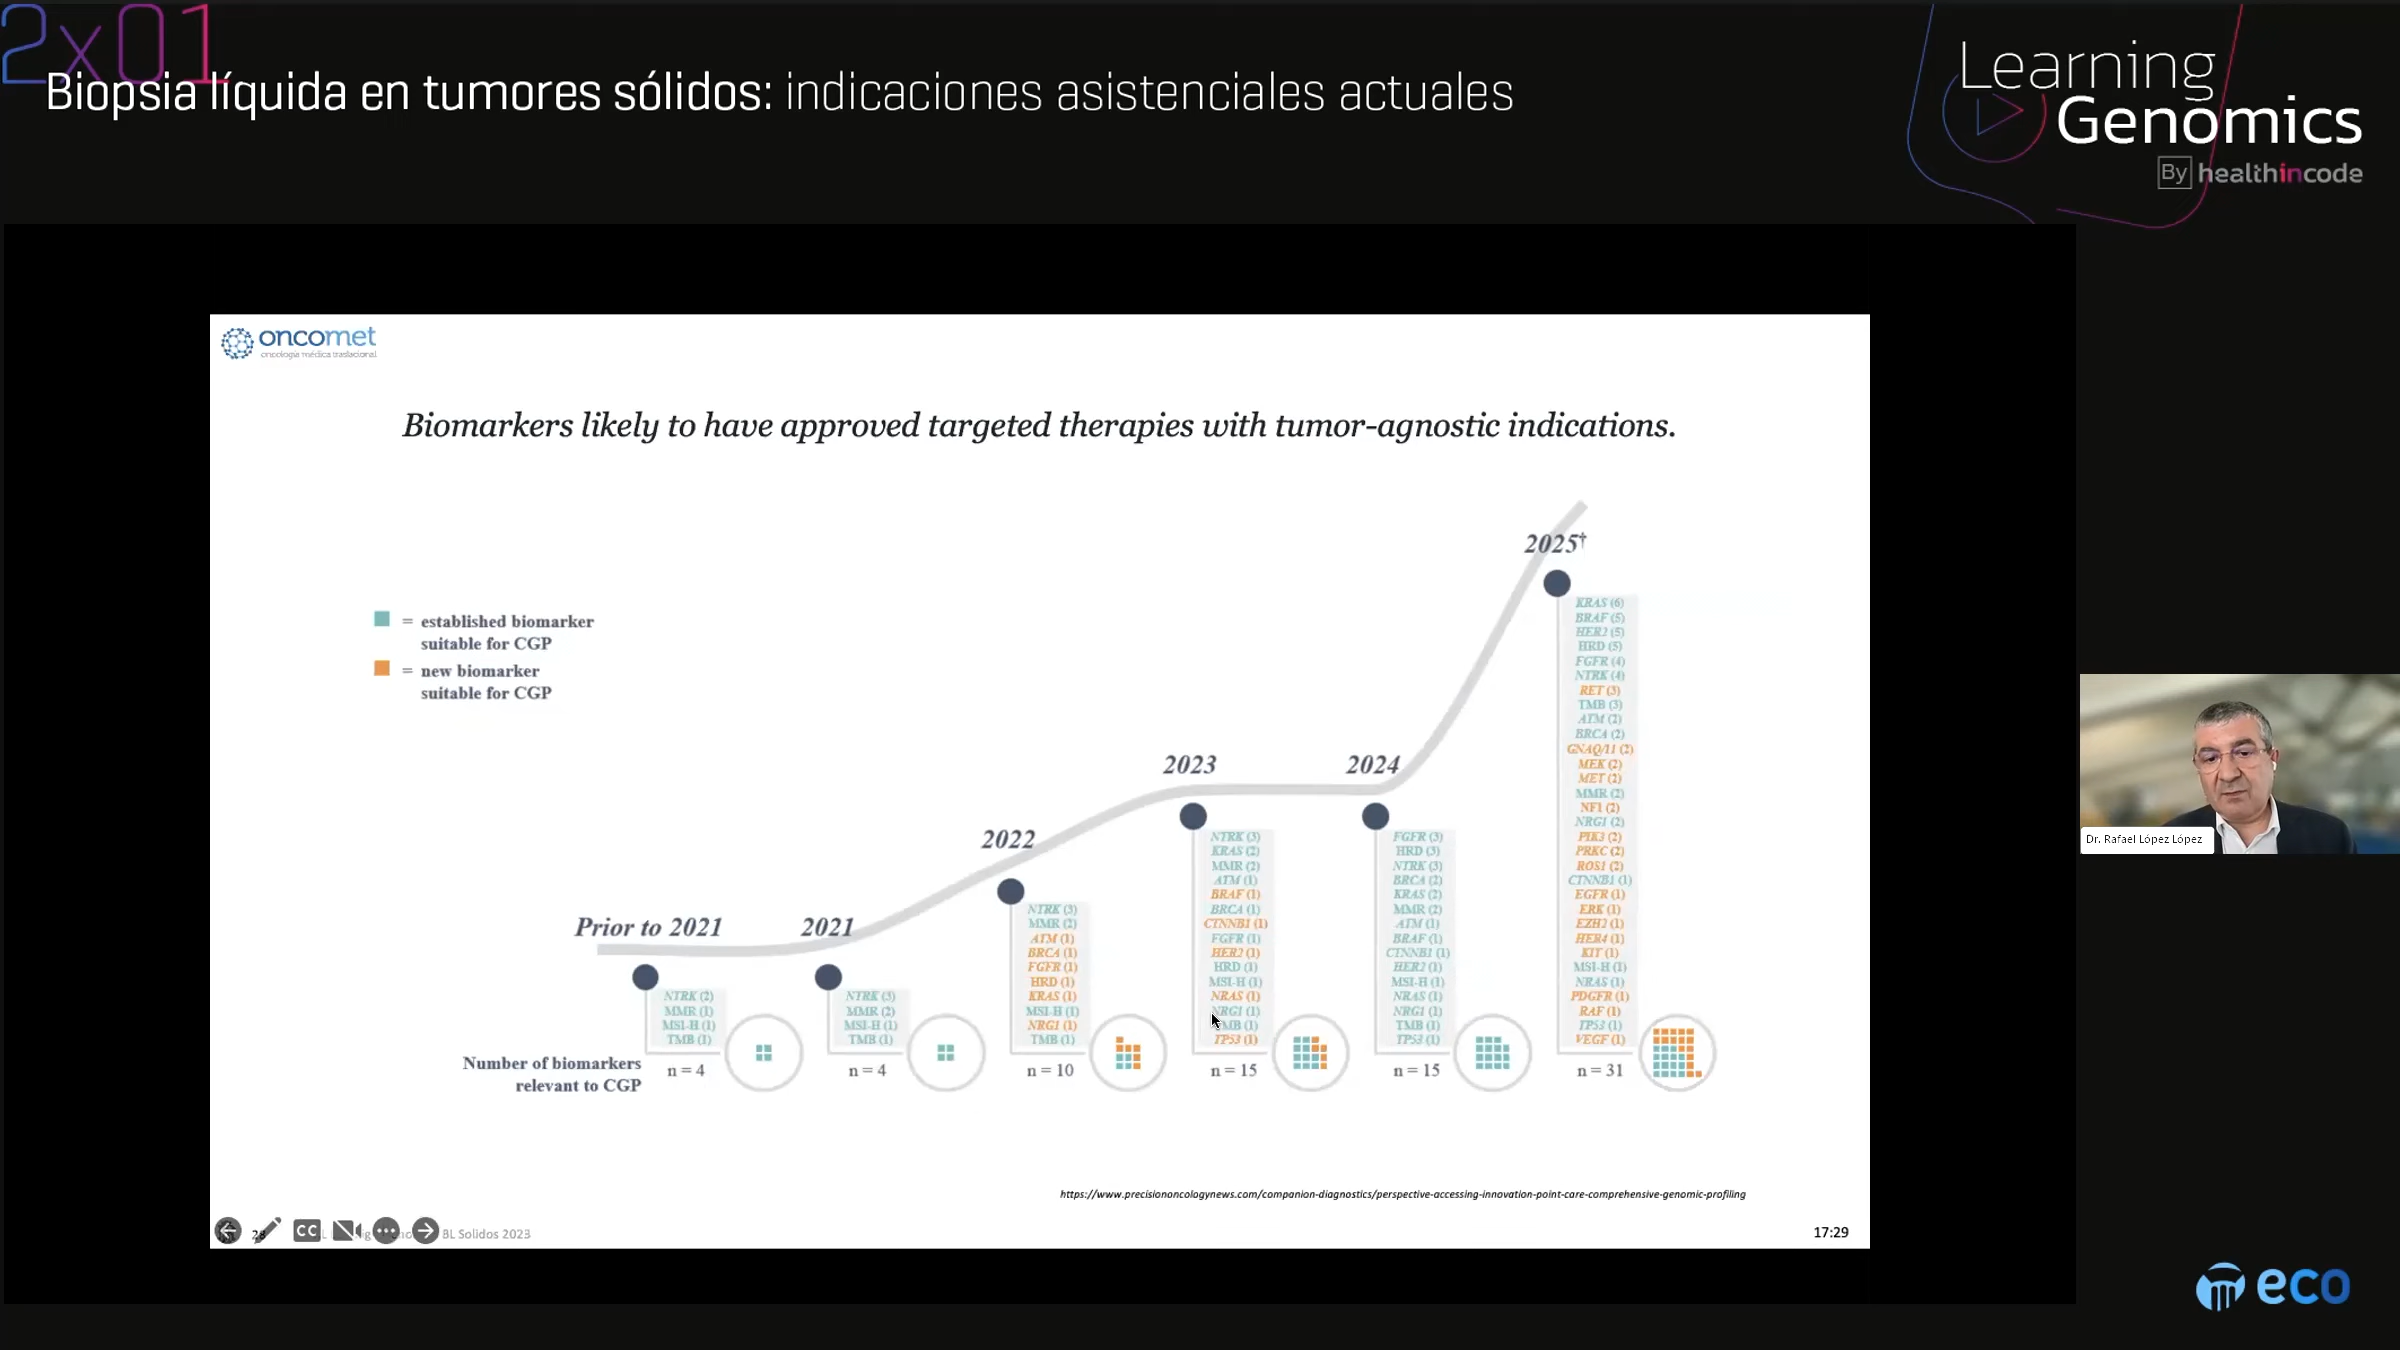 2x01
Biopsia líquida en tumores sólidos: indicaciones asistenciales actuales
Learning
Genomics
By healthincode
oncomet
oncología médica traslacional
Biomarkers likely to have approved targeted therapies with tumor-agnostic indications.
= established biomarker
suitable for CGP
= new biomarker
suitable for CGP
Prior to 2021
NTRK (2)
MMR (1)
MSI-H (1)
TMB (1)
n = 4
2021
NTRK (3)
MMR (2)
MSI-H (1)
TMB (1)
n = 4
2022
NTRK (3)
MMR (2)
ATM (1)
BRCA (1)
FGFR (1)
HRD (1)
KRAS (1)
MSI-H (1)
NRG1 (1)
TMB (1)
n = 10
2023
NTRK (3)
KRAS (2)
MMR (2)
ATM (1)
BRAF (1)
BRCA (1)
CTNNB1 (1)
FGFR (1)
HER2 (1)
HRD (1)
MSI-H (1)
NRAS (1)
NRG1 (1)
TMB (1)
TP53 (1)
n = 15
2024
FGFR (3)
HRD (3)
NTRK (3)
BRCA (2)
KRAS (2)
MMR (2)
ATM (1)
BRAF (1)
CTNNB1 (1)
HER2 (1)
MSI-H (1)
NRAS (1)
NRG1 (1)
TMB (1)
TP53 (1)
n = 15
2025†
KRAS (6)
BRAF (5)
HER2 (5)
HRD (5)
FGFR (4)
NTRK (4)
RET (3)
TMB (3)
ATM (2)
BRCA (2)
GNAQ/11 (2)
MEK (2)
MET (2)
MMR (2)
NF1 (2)
NRG1 (2)
PIK3 (2)
PRKC (2)
ROS1 (2)
CTNNB1 (1)
EGFR (1)
ERK (1)
EZH2 (1)
HER4 (1)
KIT (1)
MSI-H (1)
NRAS (1)
PDGFR (1)
RAF (1)
TP53 (1)
VEGF (1)
n = 31
Number of biomarkers
relevant to CGP
https://www.precisiononcologynews.com/companion-diagnostics/perspective-accessing-innovation-point-care-comprehensive-genomic-profiling
CC
BL Solidos 2023
17:29
Dr. Rafael López López
eco